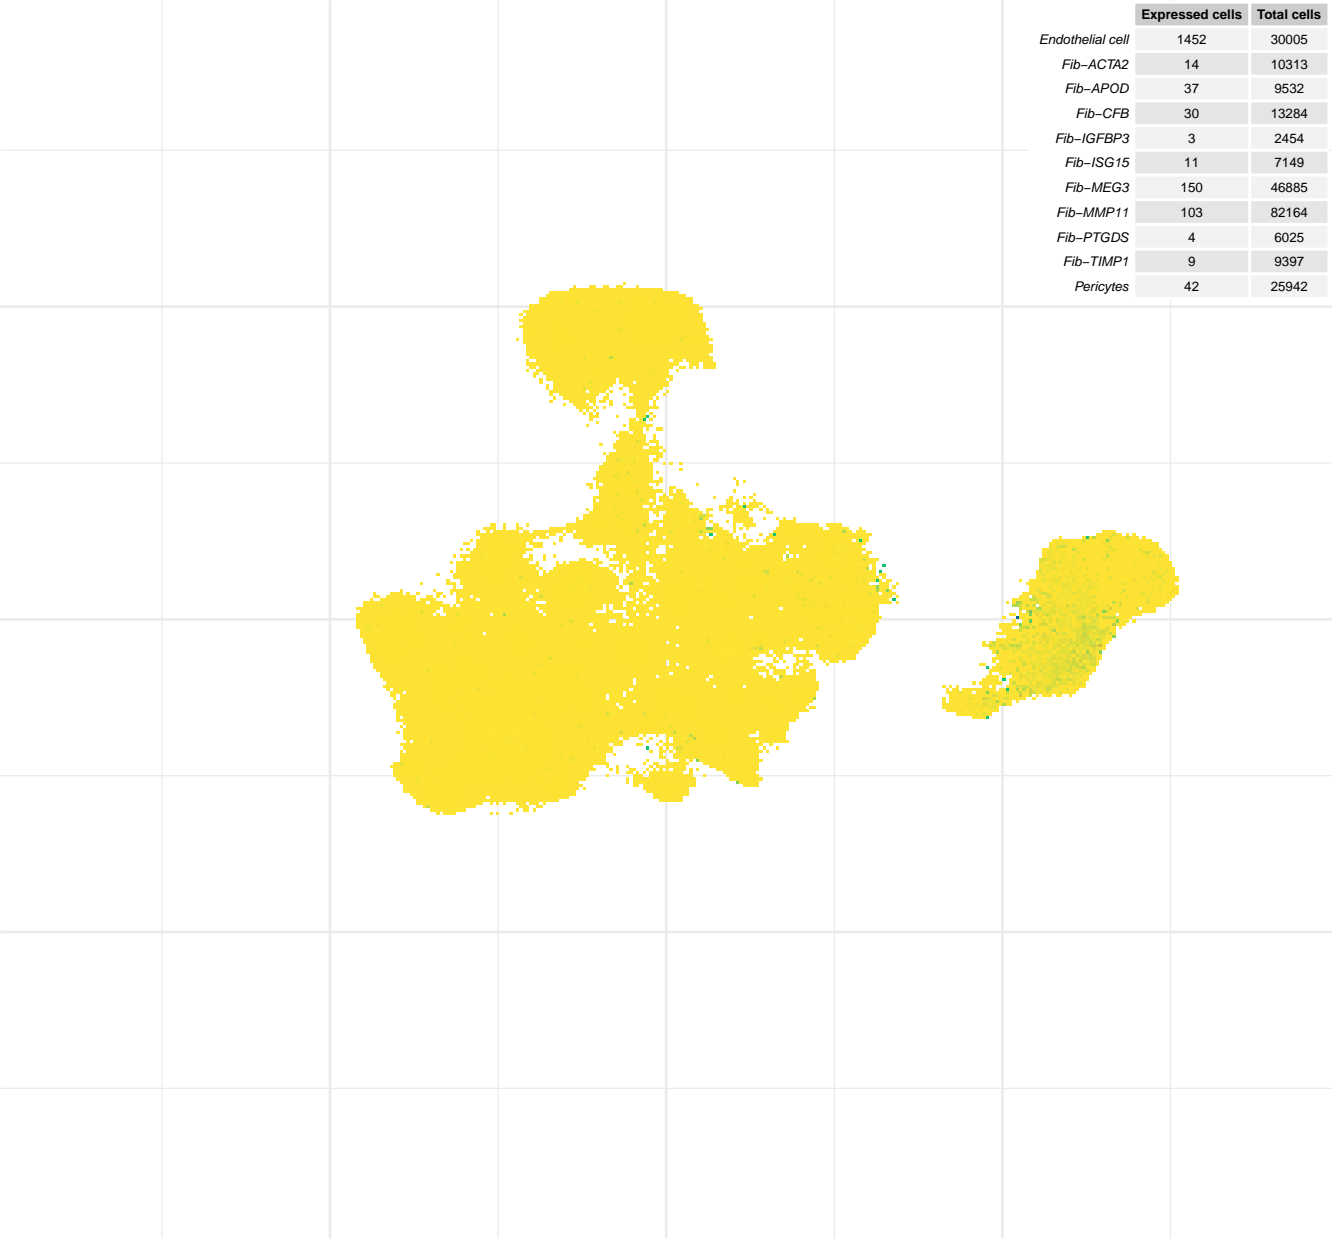 Expressed cells Total cells
Endothelial cell 1452 30005
Fib−ACTA2 14 10313
Fib−APOD 37 9532
Fib−CFB 30 13284
Fib−IGFBP3 3 2454
Fib−ISG15 11 7149
Fib−MEG3 150 46885
Fib−MMP11 103 82164
Fib−PTGDS 4 6025
Fib−TIMP1 9 9397
Pericytes 42 25942